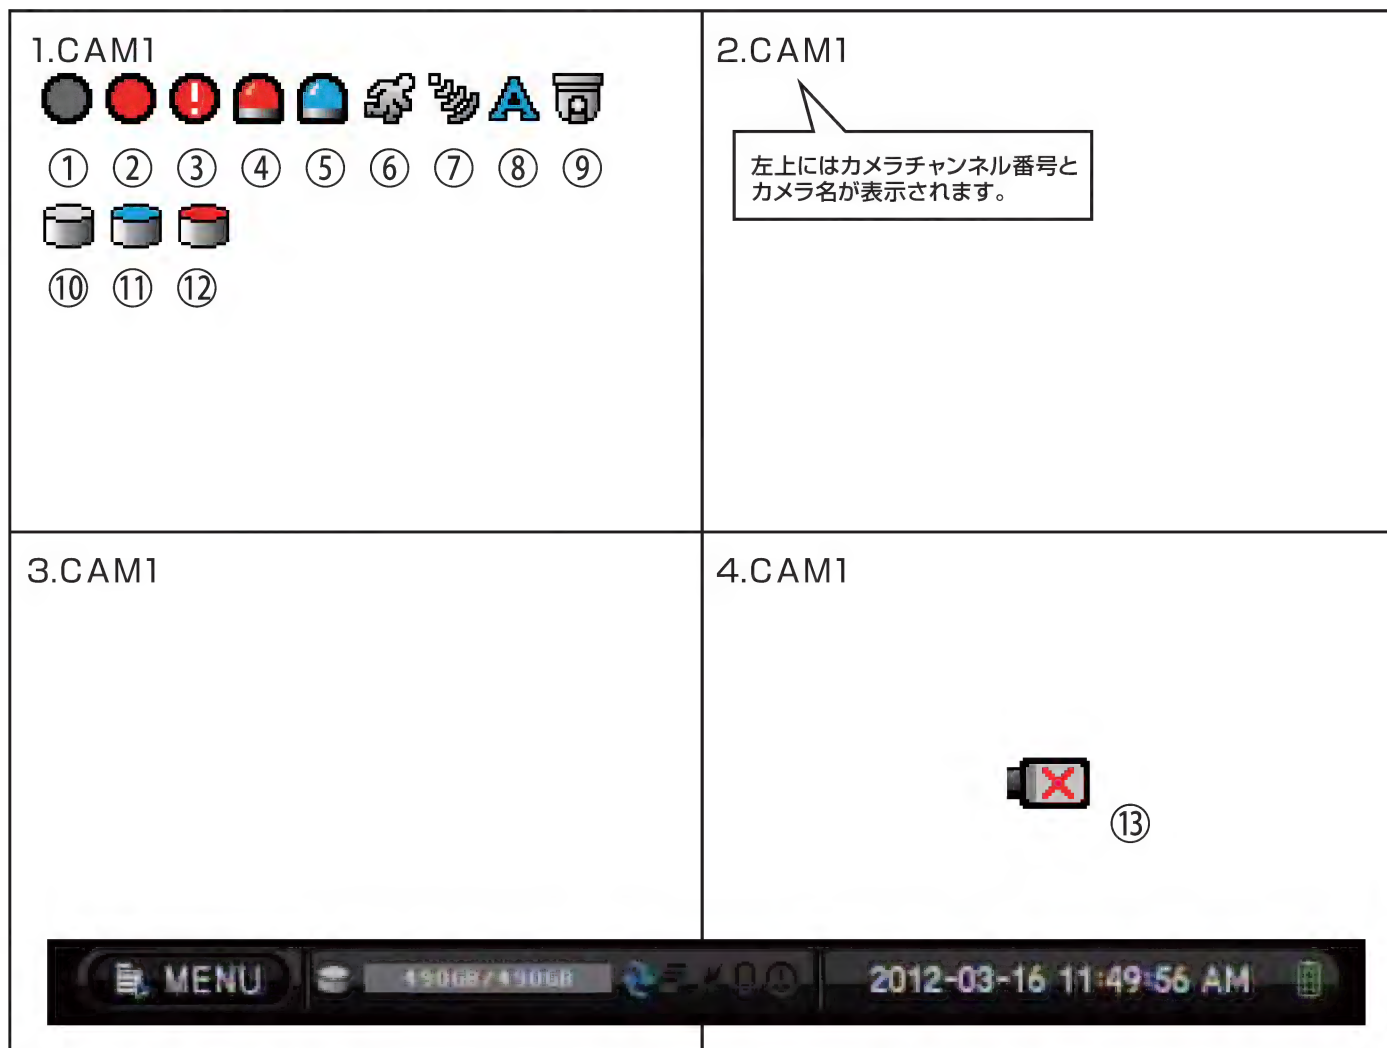 1.CAM1
! A
① ② ③ ④ ⑤ ⑥ ⑦ ⑧ ⑨
⑩ ⑪ ⑫
2.CAM1
左上にはカメラチャンネル番号と
カメラ名が表示されます。
3.CAM1
4.CAM1
⑬
MENU 490GB/490GB 2012-03-16 11:49:56 AM